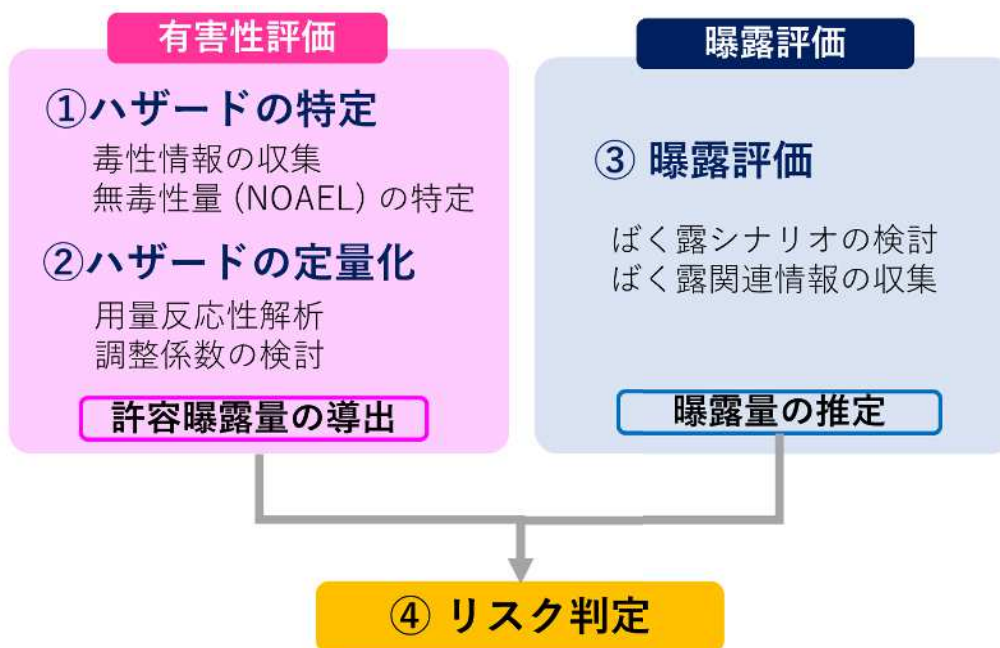 有害性評価
①ハザードの特定
毒性情報の収集
無毒性量（NOAEL）の特定
②ハザードの定量化
用量反応性解析
調整係数の検討
許容曝露量の導出
曝露評価
③ 曝露評価
ばく露シナリオの検討
ばく露関連情報の収集
曝露量の推定
④ リスク判定